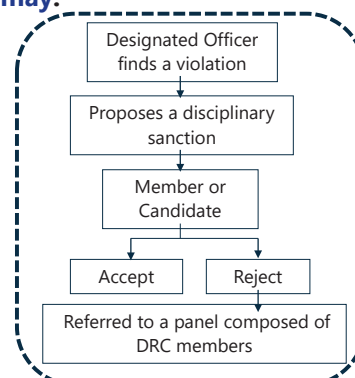 may:
Designated Officer
finds a violation
Proposes a disciplinary
sanction
Member or
Candidate
Accept
Reject
Referred to a panel composed of
DRC members